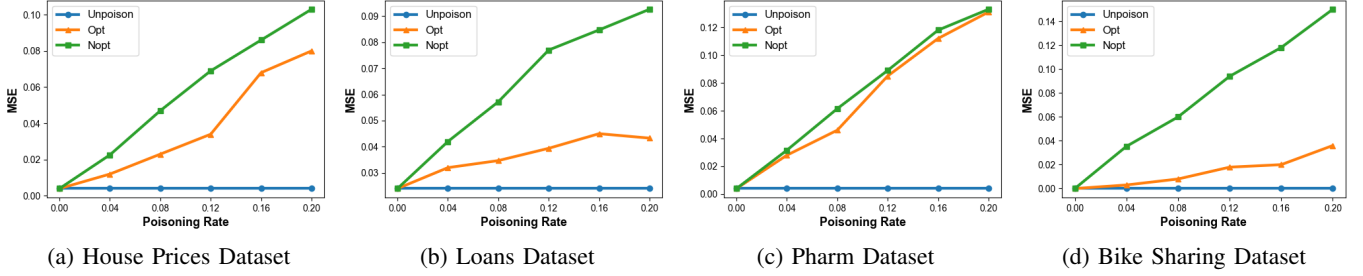 Unpoison
Opt
Nopt
MSE
0.10
0.08
0.06
0.04
0.02
0.00
0.00 0.04 0.08 0.12 0.16 0.20
Poisoning Rate
(a) House Prices Dataset
Unpoison
Opt
Nopt
MSE
0.09
0.08
0.07
0.06
0.05
0.04
0.03
0.00 0.04 0.08 0.12 0.16 0.20
Poisoning Rate
(b) Loans Dataset
Unpoison
Opt
Nopt
MSE
0.12
0.10
0.08
0.06
0.04
0.02
0.00
0.00 0.04 0.08 0.12 0.16 0.20
Poisoning Rate
(c) Pharm Dataset
Unpoison
Opt
Nopt
MSE
0.14
0.12
0.10
0.08
0.06
0.04
0.02
0.00
0.00 0.04 0.08 0.12 0.16 0.20
Poisoning Rate
(d) Bike Sharing Dataset